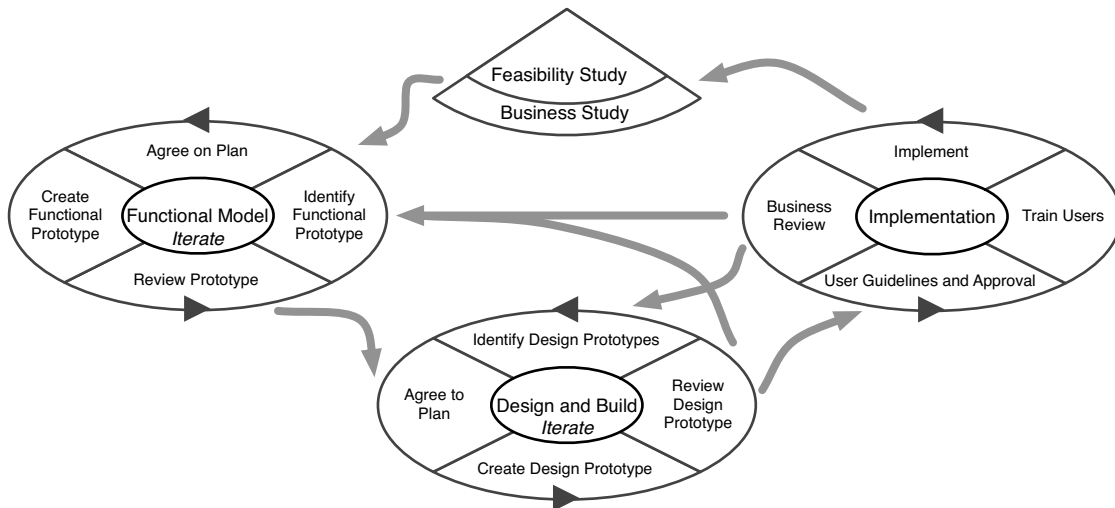 Feasibility Study
Business Study
Agree on Plan
Create
Functional
Prototype
Functional Model
Iterate
Identify
Functional
Prototype
Review Prototype
Implement
Business
Review
Implementation
Train Users
User Guidelines and Approval
Identify Design Prototypes
Agree to
Plan
Design and Build
Iterate
Review
Design
Prototype
Create Design Prototype